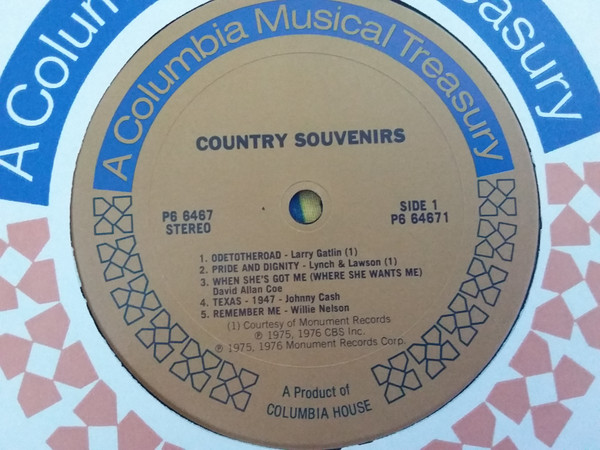 A Colum
asury
A Columbia Musical Treasury
COUNTRY SOUVENIRS
P6 6467
STEREO
SIDE 1
P6 64671
1. ODETOTHEROAD - Larry Gatlin (1)
2. PRIDE AND DIGNITY - Lynch & Lawson (1)
3. WHEN SHE'S GOT ME (WHERE SHE WANTS ME)
David Allan Coe
4. TEXAS - 1947 - Johnny Cash
5. REMEMBER ME - Willie Nelson
(1) Courtesy of Monument Records
℗ 1975, 1976 CBS Inc.
℗ 1975, 1976 Monument Records Corp.
A Product of
COLUMBIA HOUSE